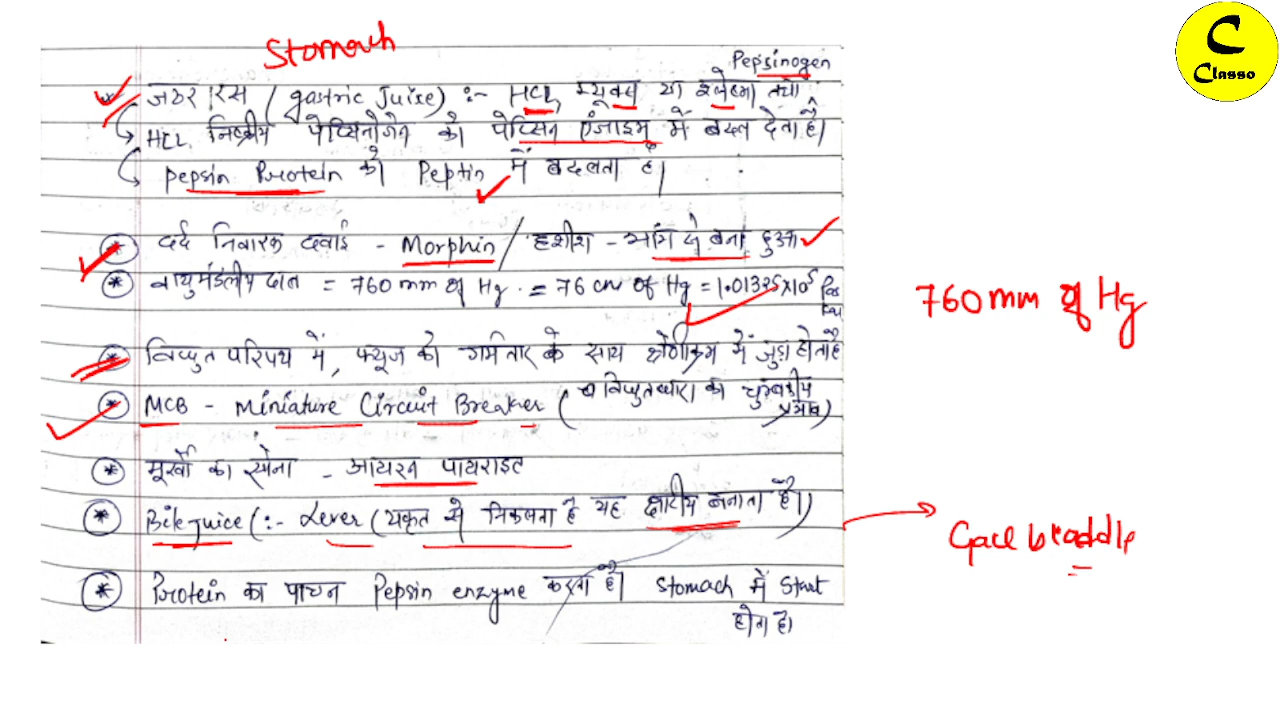 C
Classo
Stomach
Pepsinogen
जठर रस (gastric Juise) :- HCl, म्यूकस या श्लेष्मा तथा
HCL निष्क्रीय पेप्सिनोजेन को पेप्सिन एंजाइम में बदल देता है।
Pepsin Protein को Peptin में बदलता है।
दर्द निवारक दवाई - Morphin / हशीश - भांग से बना हुआ
वायुमंडलीय दाब = 760 mm of Hg. = 76 cm of Hg = 1.01325x10⁵
760 mm of Hg
विद्युत परिपथ में, फ्यूज को गर्म तार के साथ श्रेणीक्रम में जुड़ा होता है
MCB - Miniature Circuit Breaker ( विद्युतधारा का चुम्बकीय
प्रभाव)
मूर्खो का सोना - आयरन पायराइट
Bile juice (:- Lever (यकृत से निकलता है यह क्षारीय बनाता है।)
Gall bladdle
Protein का पाचन Pepsin enzyme करता है। Stomach में Start
होता है।